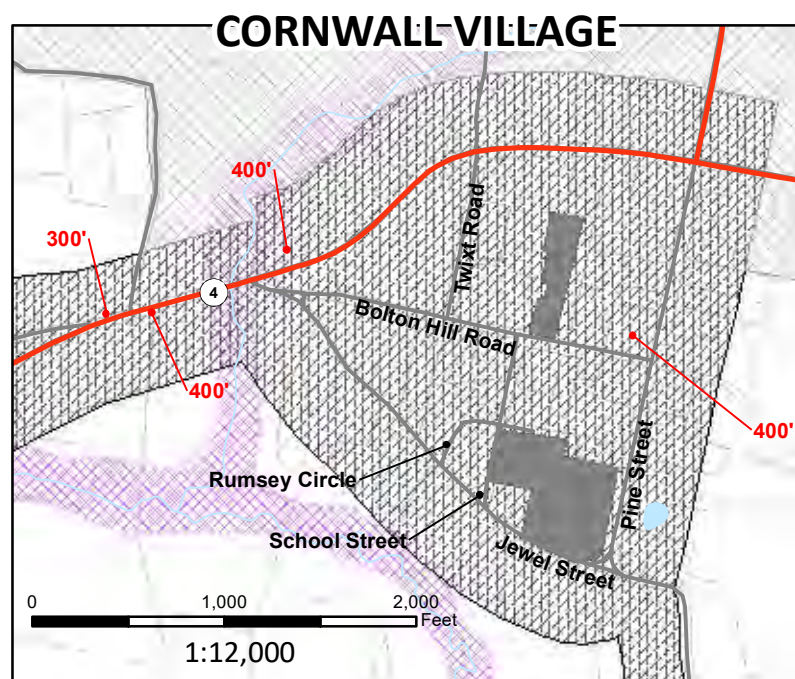 CORNWALL VILLAGE
400'
300'
4
400'
Twixt Road
Bolton Hill Road
400'
Rumsey Circle
School Street
Pine Street
Jewel Street
0 1,000 2,000
Feet
1:12,000